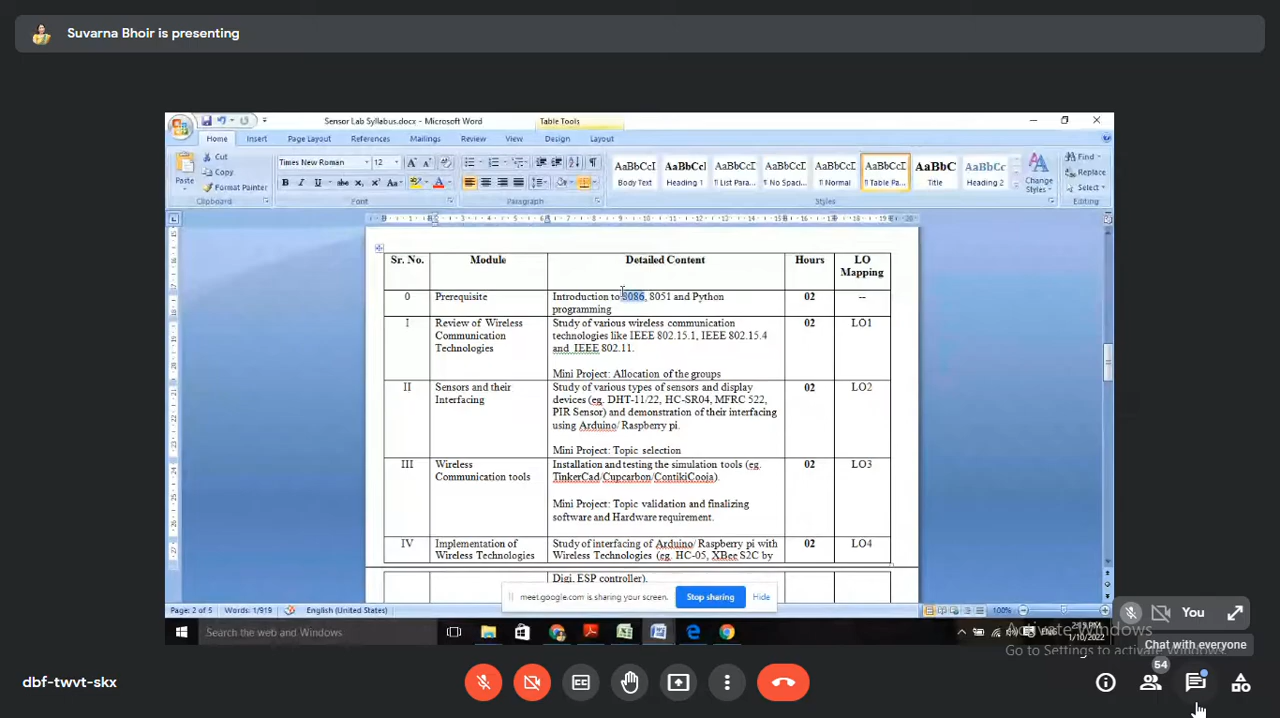 Suvarna Bhoir is presenting
Sensor Lab Syllabus.docx - Microsoft Word
Table Tools
Home Insert Page Layout References Mailings Review View Design Layout
Paste
Cut
Copy
Format Painter
Clipboard
Times New Roman 12
Font
Paragraph
AaBbCcI AaBbCcl AaBbCcI AaBbCcI AaBbCcI AaBbCcI AaBbC AaBbCc
Body Text Heading 1 ¶ List Para... ¶ No Spaci... ¶ Normal ¶ Table Pa... Title Heading 2
Change Styles
Styles
Find
Replace
Select
Editing
Sr. No. Module Detailed Content Hours LO
Mapping
0 Prerequisite Introduction to 8086, 8051 and Python 02 --
programming
I Review of Wireless Study of various wireless communication 02 LO1
Communication technologies like IEEE 802.15.1, IEEE 802.15.4
Technologies and IEEE 802.11.
Mini Project: Allocation of the groups
II Sensors and their Study of various types of sensors and display 02 LO2
Interfacing devices (eg. DHT-11/22, HC-SR04, MFRC 522,
PIR Sensor) and demonstration of their interfacing
using Arduino/ Raspberry pi.
Mini Project: Topic selection
III Wireless Installation and testing the simulation tools (eg. 02 LO3
Communication tools TinkerCad/Cupcarbon/ContikiCooja).
Mini Project: Topic validation and finalizing
software and Hardware requirement.
IV Implementation of Study of interfacing of Arduino/ Raspberry pi with 02 LO4
Wireless Technologies Wireless Technologies (eg. HC-05, XBee S2C by
Digi, ESP controller).
meet.google.com is sharing your screen. Stop sharing Hide
Page: 2 of 5 Words: 1/919 English (United States) 100%
You
Search the web and Windows
2:19 PM
1/10/2022
Activate Windows
Go to Settings to activate Windows.
Chat with everyone
54
dbf-twvt-skx